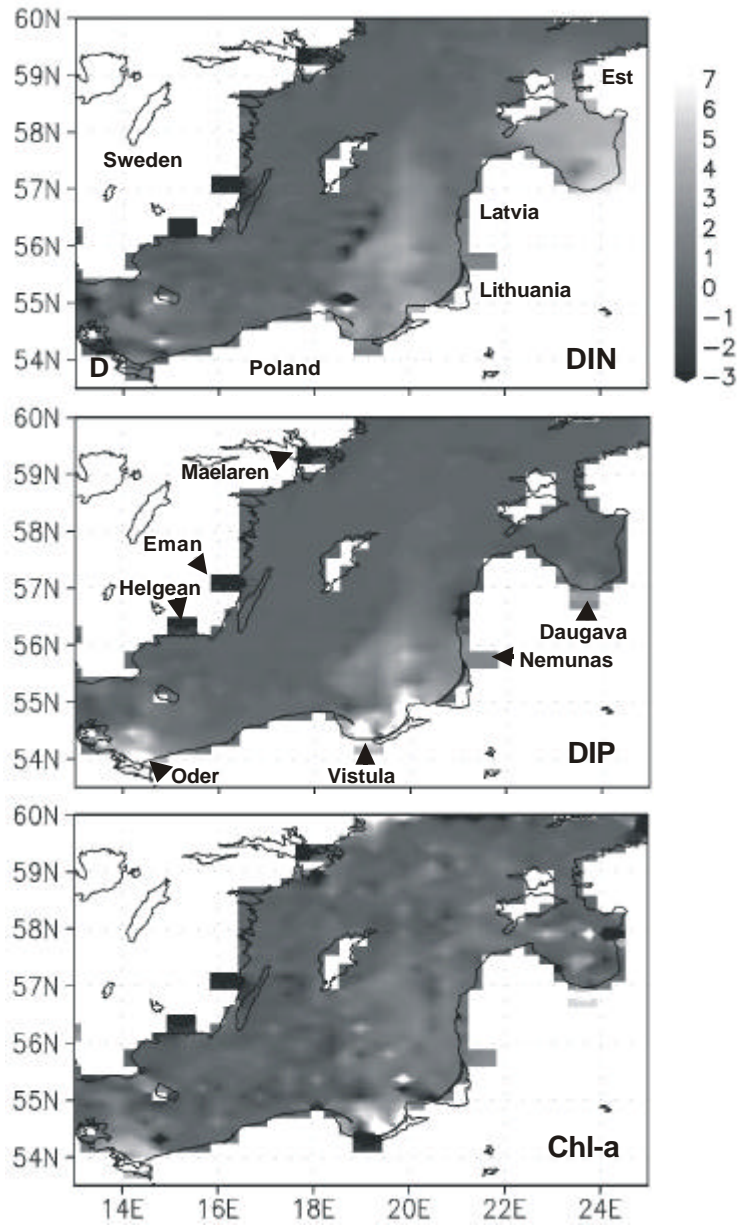 60N
59N
58N
57N
56N
55N
54N
Sweden
Est
Latvia
Lithuania
D
Poland
DIN
7
6
5
4
3
2
1
0
−1
−2
−3
60N
59N
58N
57N
56N
55N
54N
Maelaren
Eman
Helgean
Daugava
Nemunas
Oder
Vistula
DIP
60N
59N
58N
57N
56N
55N
54N
Chl-a
14E 16E 18E 20E 22E 24E